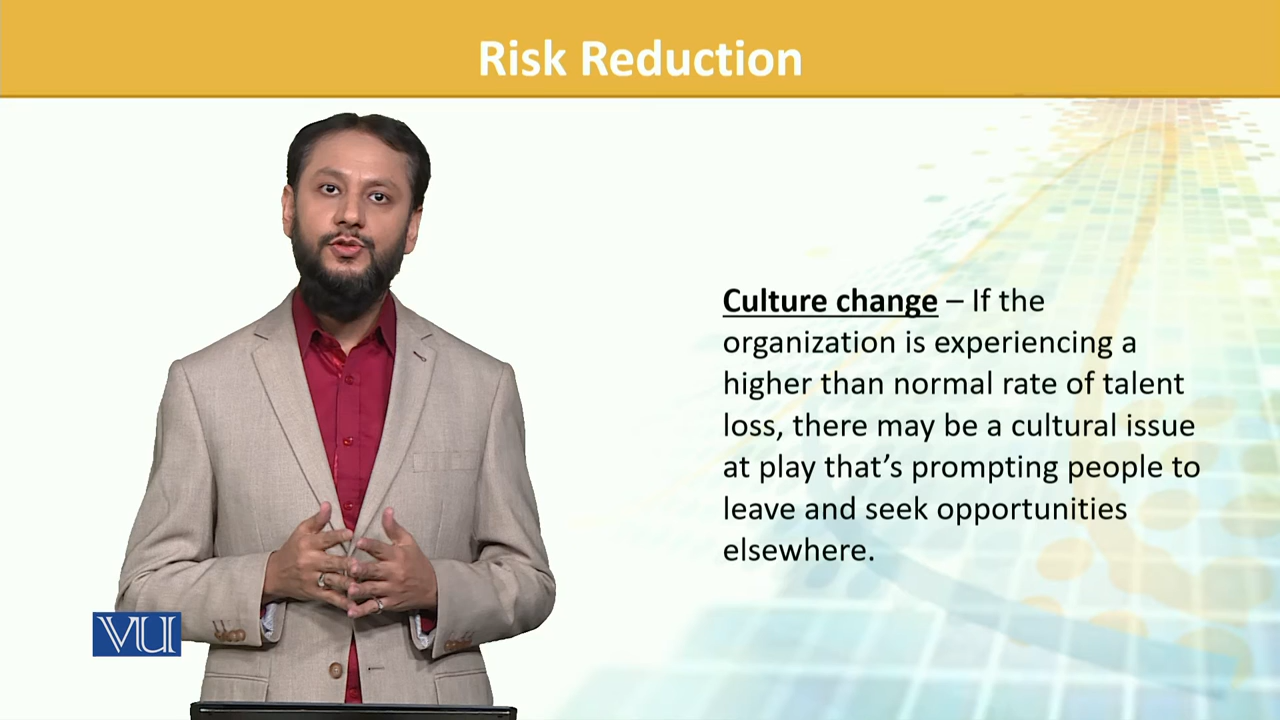 Risk Reduction
Culture change – If the
organization is experiencing a
higher than normal rate of talent
loss, there may be a cultural issue
at play that’s prompting people to
leave and seek opportunities
elsewhere.
VU